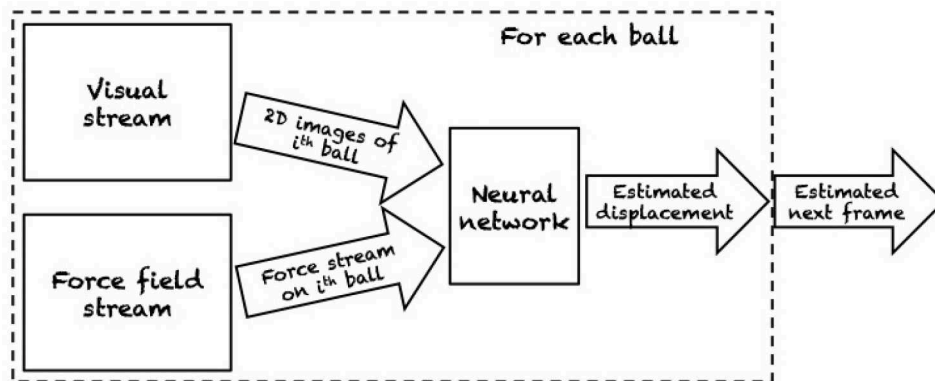 For each ball
Visual
stream
2D images of
iᵗʰ ball
Neural
network
Estimated
displacement
Estimated
next frame
Force field
stream
Force stream
on iᵗʰ ball